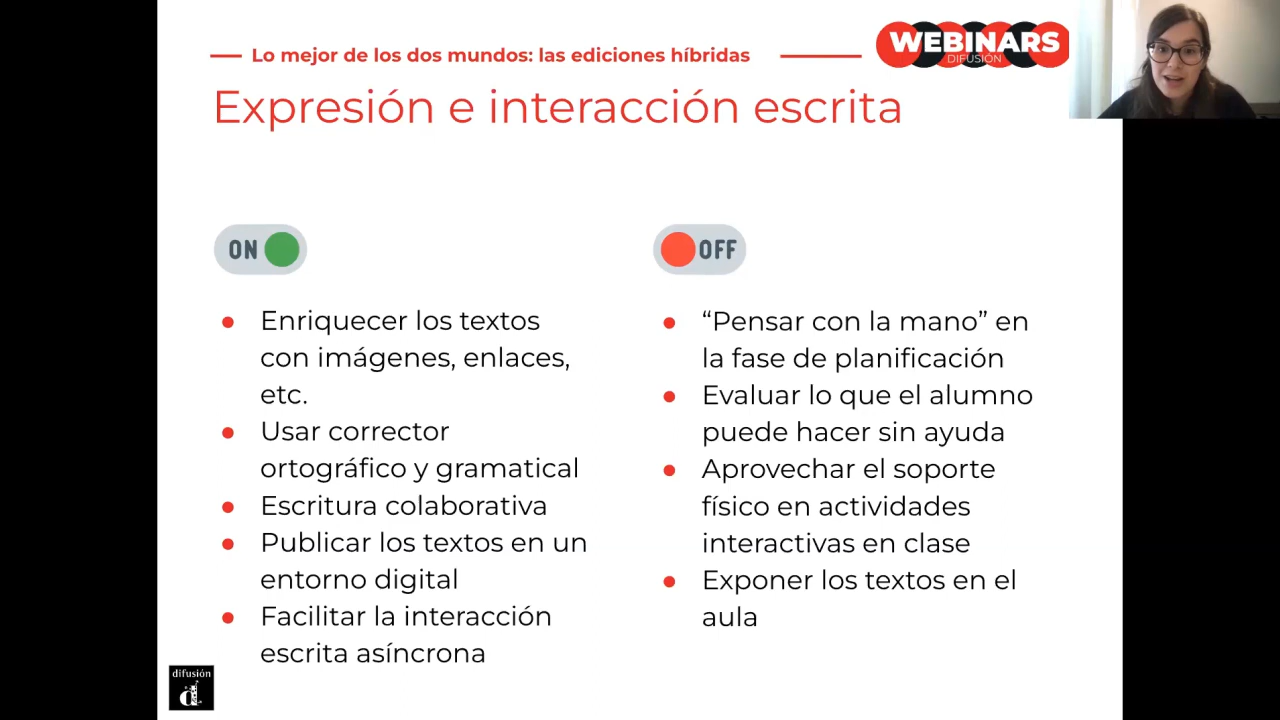 Lo mejor de los dos mundos: las ediciones híbridas
WEBINARS
DIFUSIÓN
Expresión e interacción escrita
ON
Enriquecer los textos
con imágenes, enlaces,
etc.
Usar corrector
ortográfico y gramatical
Escritura colaborativa
Publicar los textos en un
entorno digital
Facilitar la interacción
escrita asíncrona
OFF
“Pensar con la mano” en
la fase de planificación
Evaluar lo que el alumno
puede hacer sin ayuda
Aprovechar el soporte
físico en actividades
interactivas en clase
Exponer los textos en el
aula
difusión
d